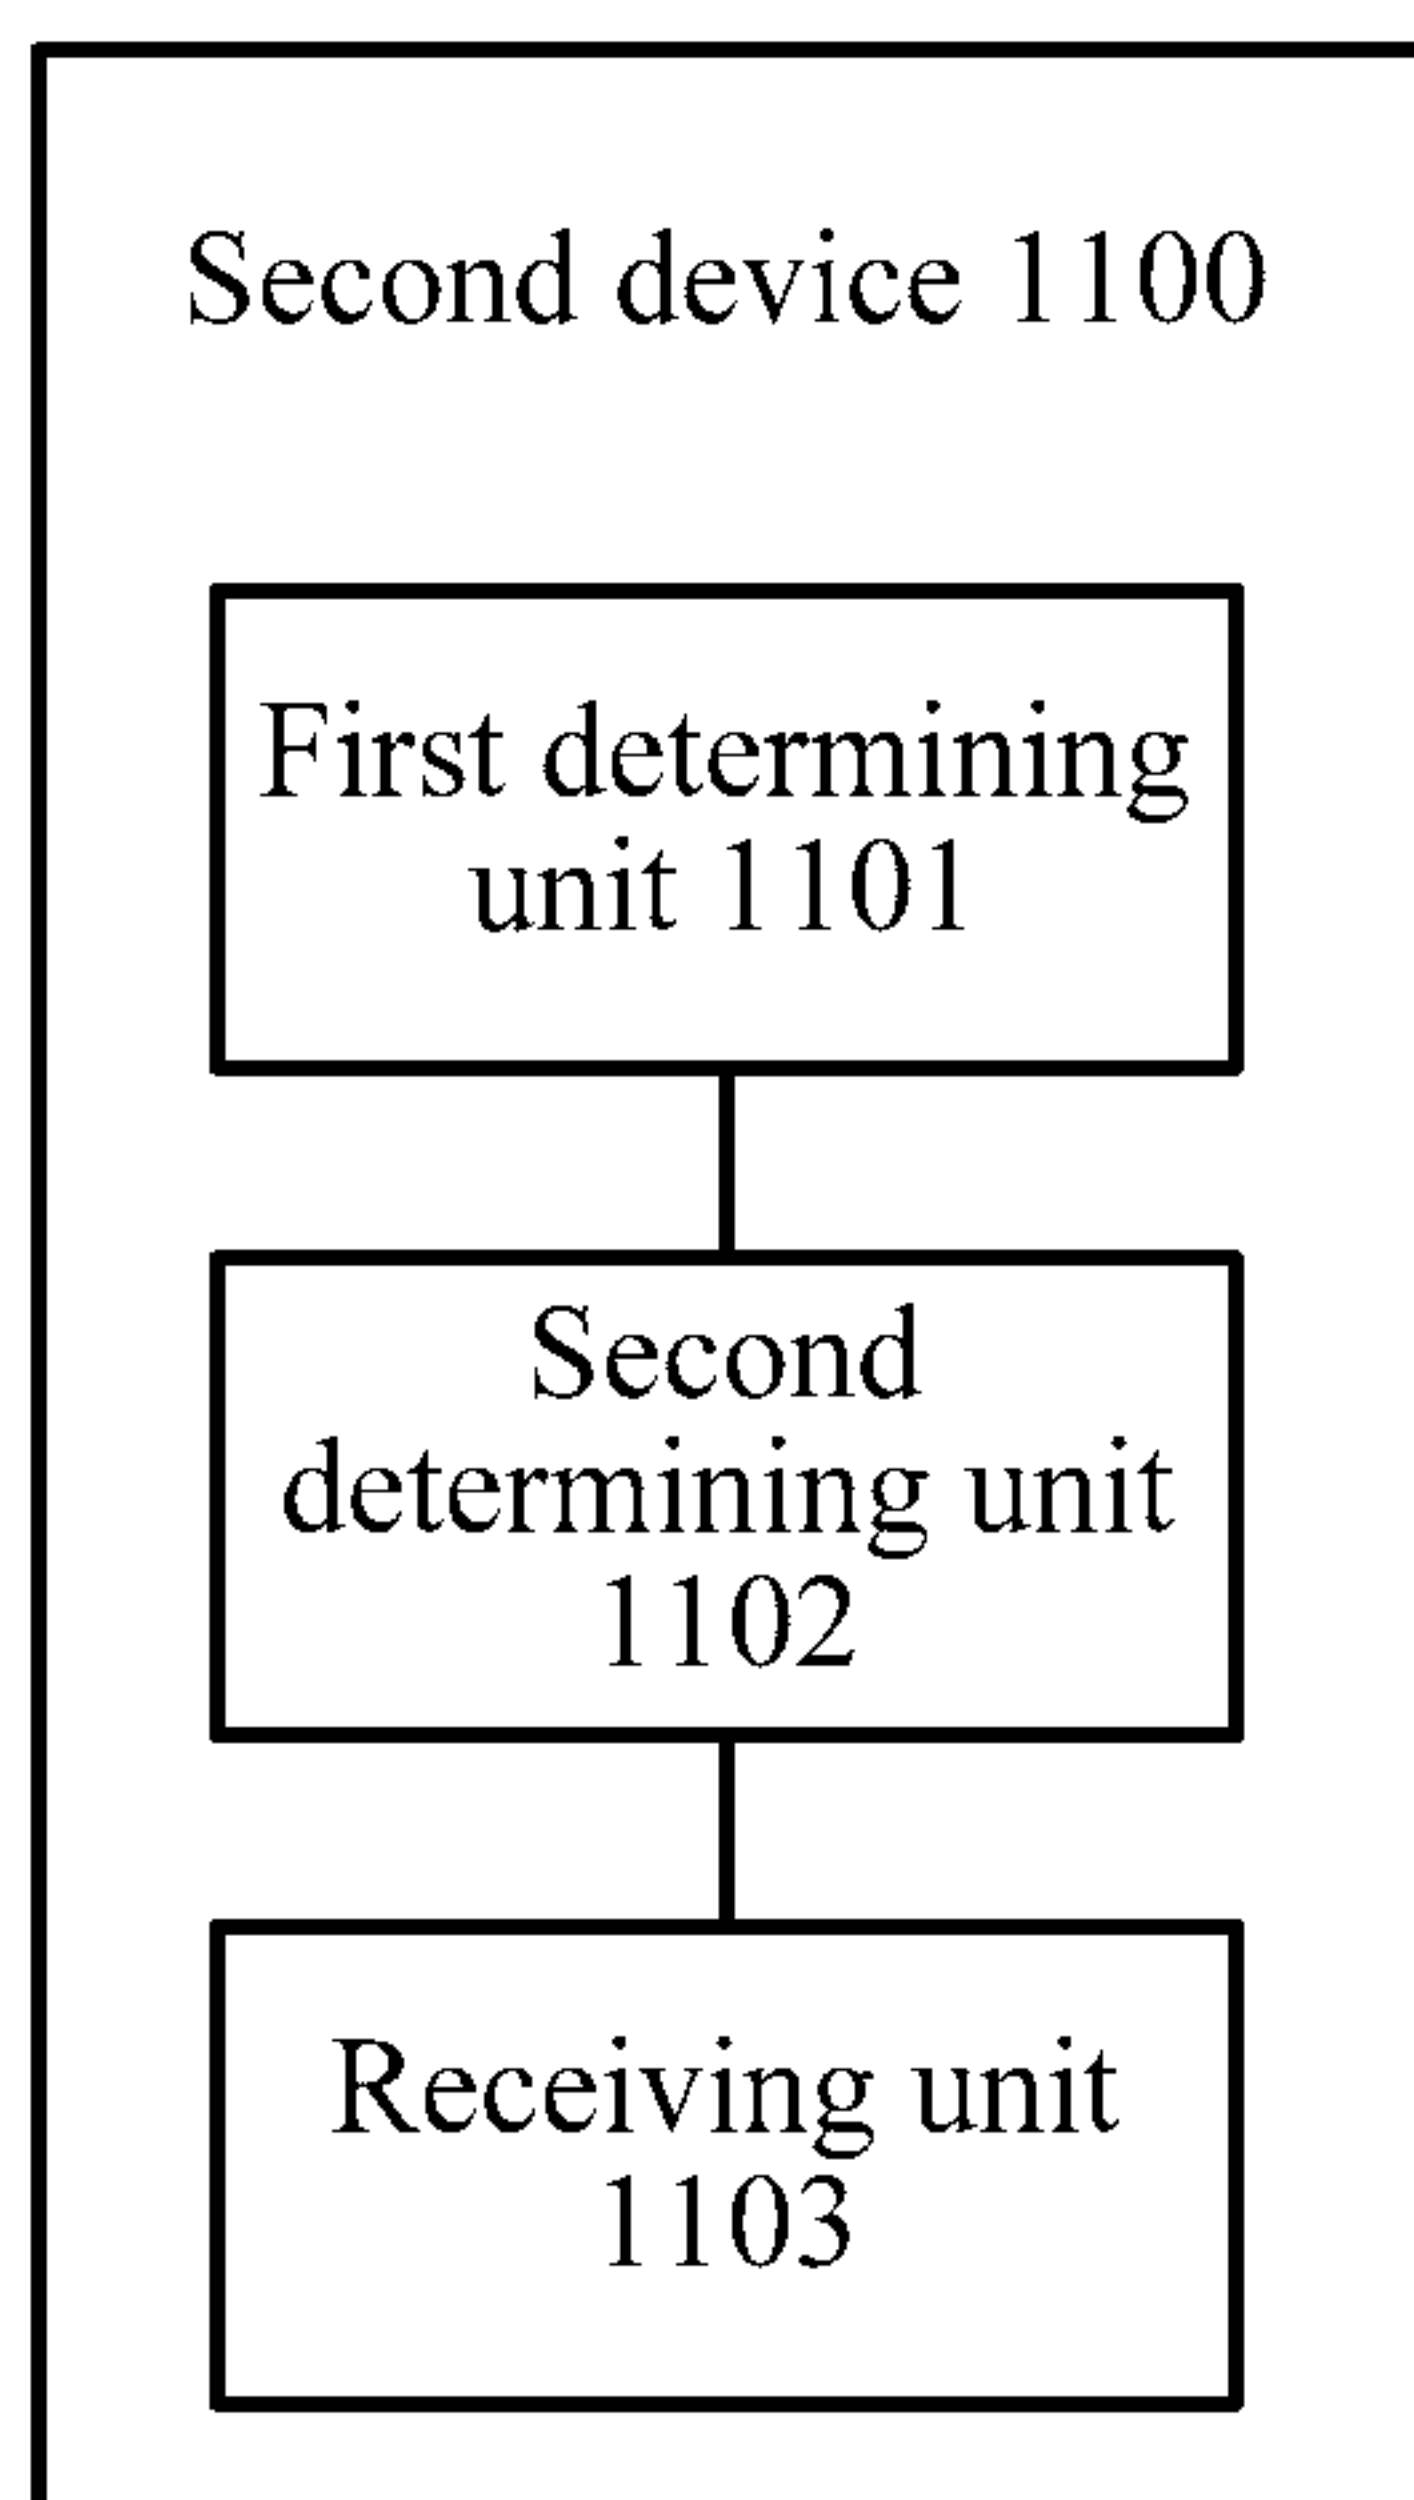 Second device 1100
First determining
unit 1101
Second
determining unit
1102
Receiving unit
1103